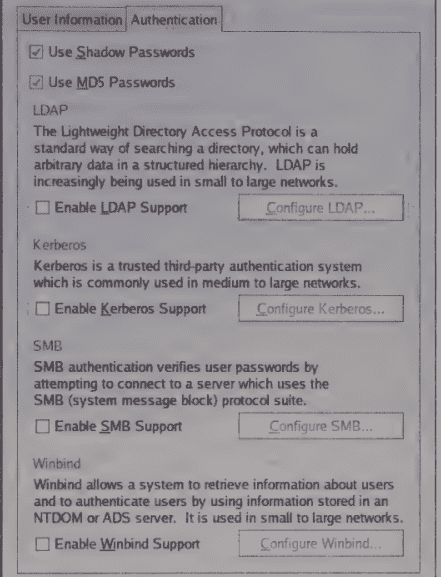 User Information Authentication
Use Shadow Passwords
Use MD5 Passwords
LDAP
The Lightweight Directory Access Protocol is a
standard way of searching a directory, which can hold
arbitrary data in a structured hierarchy. LDAP is
increasingly being used in small to large networks.
Enable LDAP Support Configure LDAP...
Kerberos
Kerberos is a trusted third-party authentication system
which is commonly used in medium to large networks.
Enable Kerberos Support Configure Kerberos...
SMB
SMB authentication verifies user passwords by
attempting to connect to a server which uses the
SMB (system message block) protocol suite.
Enable SMB Support Configure SMB...
Winbind
Winbind allows a system to retrieve information about users
and to authenticate users by using information stored in an
NTDOM or ADS server. It is used in small to large networks.
Enable Winbind Support Configure Winbind...